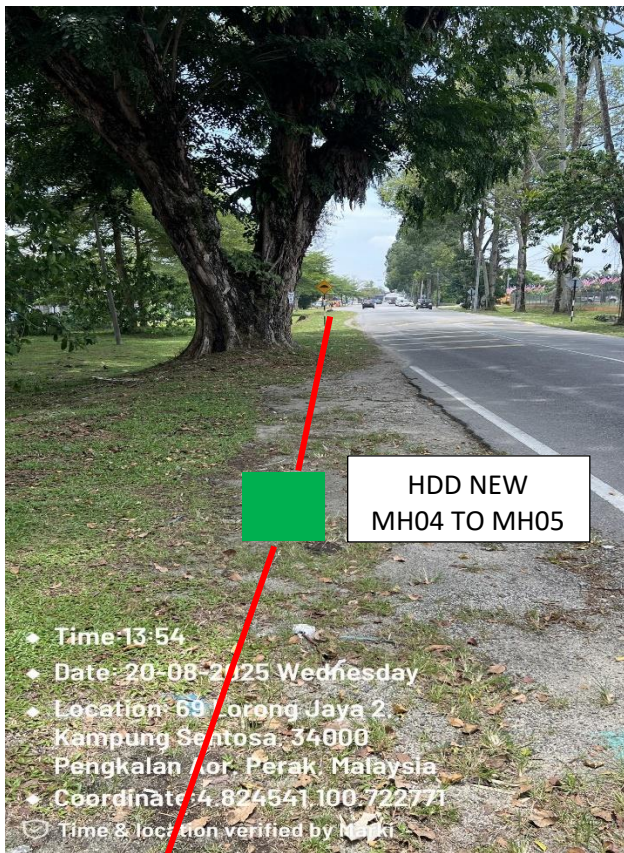 HDD NEW
MH04 TO MH05
Time:13:54
Date: 20-08-2025 Wednesday
Location: 69 Lorong Jaya 2,
Kampung Sentosa, 34000
Pengkalan Aor, Perak, Malaysia
Coordinate:4.824541,100.722771
Time & location verified by Marki